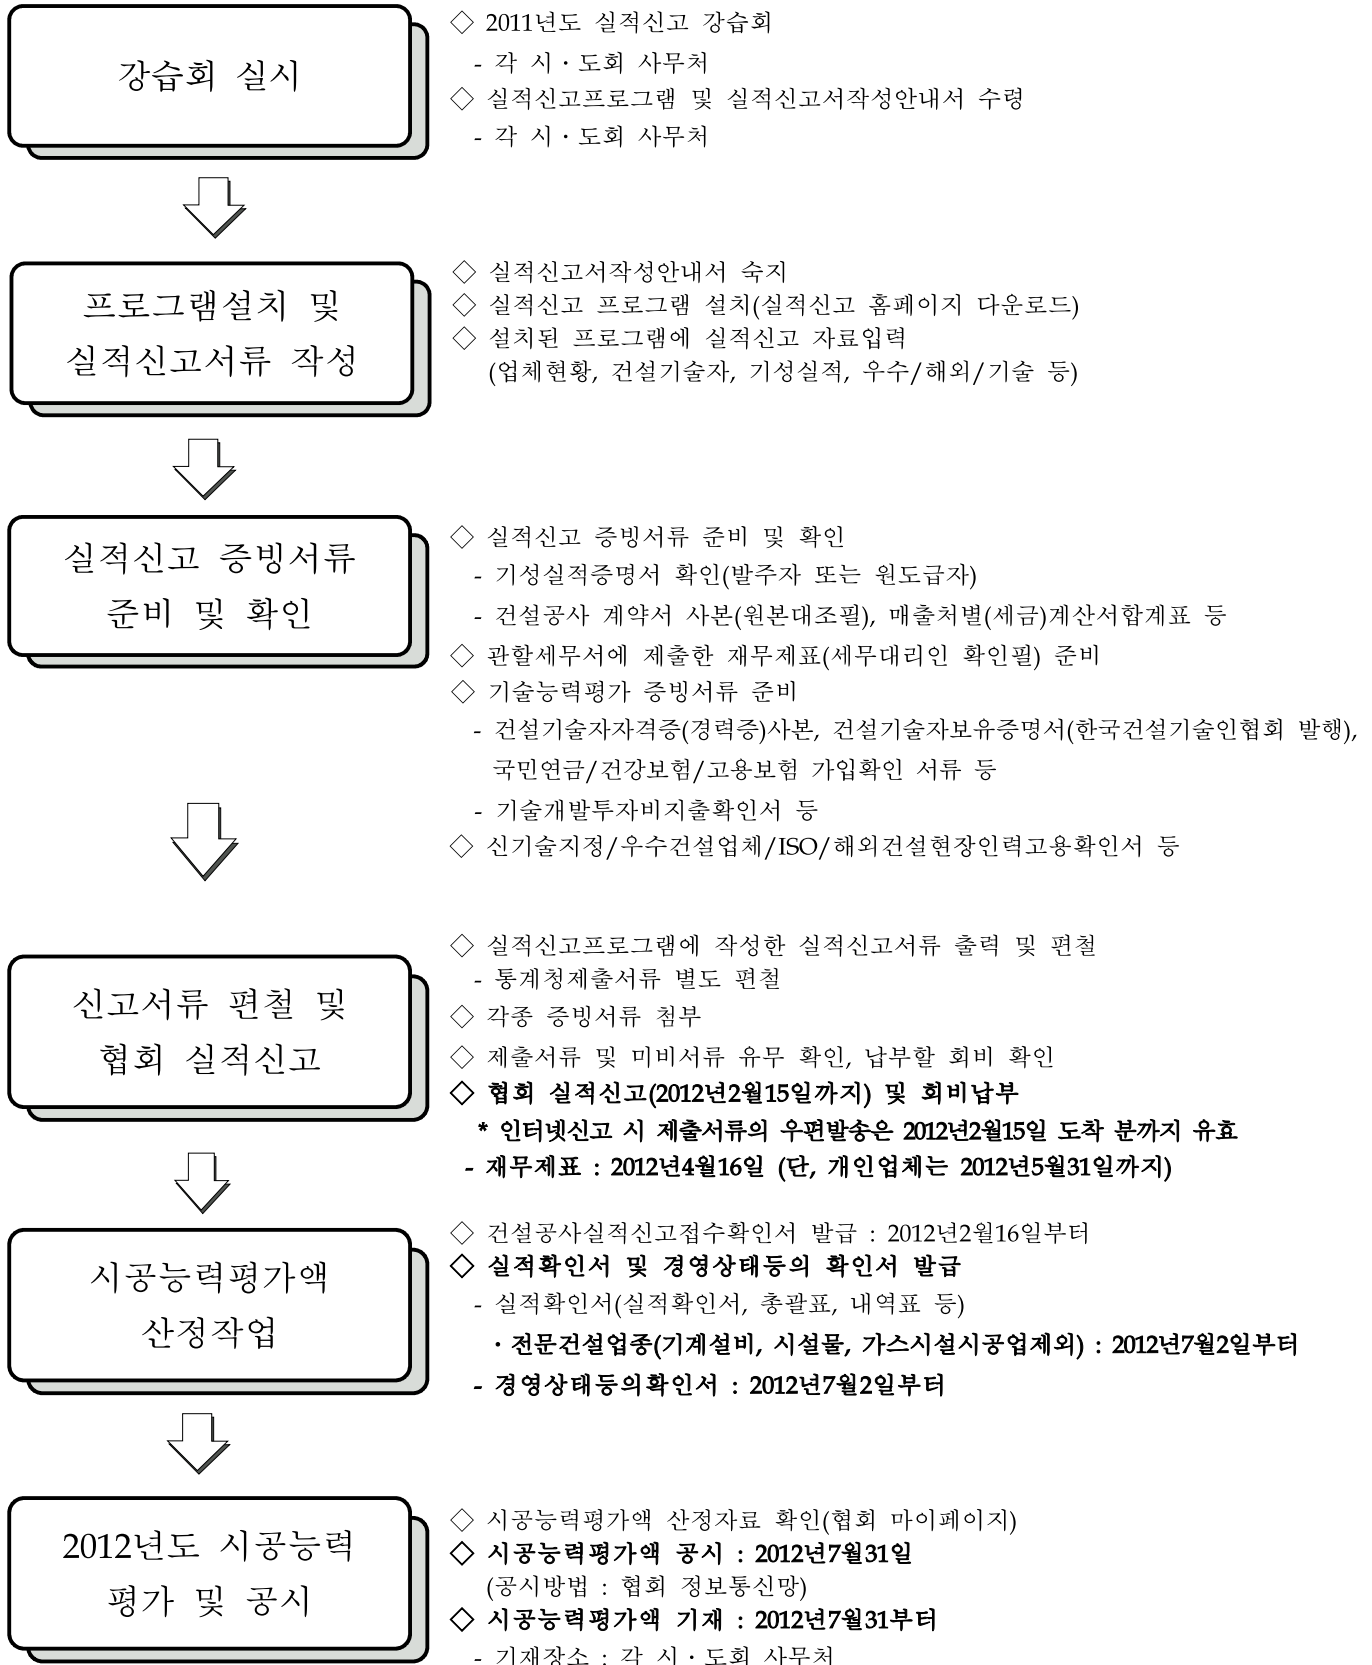 강습회 실시
◇ 2011년도 실적신고 강습회
- 각 시·도회 사무처
◇ 실적신고프로그램 및 실적신고서작성안내서 수령
- 각 시·도회 사무처
프로그램설치 및
실적신고서류 작성
◇ 실적신고서작성안내서 숙지
◇ 실적신고 프로그램 설치(실적신고 홈페이지 다운로드)
◇ 설치된 프로그램에 실적신고 자료입력
(업체현황, 건설기술자, 기성실적, 우수/해외/기술 등)
실적신고 증빙서류
준비 및 확인
◇ 실적신고 증빙서류 준비 및 확인
- 기성실적증명서 확인(발주자 또는 원도급자)
- 건설공사 계약서 사본(원본대조필), 매출처별(세금)계산서합계표 등
◇ 관할세무서에 제출한 재무제표(세무대리인 확인필) 준비
◇ 기술능력평가 증빙서류 준비
- 건설기술자자격증(경력증)사본, 건설기술자보유증명서(한국건설기술인협회 발행),
국민연금/건강보험/고용보험 가입확인 서류 등
- 기술개발투자비지출확인서 등
◇ 신기술지정/우수건설업체/ISO/해외건설현장인력고용확인서 등
신고서류 편철 및
협회 실적신고
◇ 실적신고프로그램에 작성한 실적신고서류 출력 및 편철
- 통계청제출서류 별도 편철
◇ 각종 증빙서류 첨부
◇ 제출서류 및 미비서류 유무 확인, 납부할 회비 확인
◇ 협회 실적신고(2012년2월15일까지) 및 회비납부
* 인터넷신고 시 제출서류의 우편발송은 2012년2월15일 도착 분까지 유효
- 재무제표 : 2012년4월16일 (단, 개인업체는 2012년5월31일까지)
시공능력평가액
산정작업
◇ 건설공사실적신고접수확인서 발급 : 2012년2월16일부터
◇ 실적확인서 및 경영상태등의 확인서 발급
- 실적확인서(실적확인서, 총괄표, 내역표 등)
· 전문건설업종(기계설비, 시설물, 가스시설시공업제외) : 2012년7월2일부터
- 경영상태등의확인서 : 2012년7월2일부터
2012년도 시공능력
평가 및 공시
◇ 시공능력평가액 산정자료 확인(협회 마이페이지)
◇ 시공능력평가액 공시 : 2012년7월31일
(공시방법 : 협회 정보통신망)
◇ 시공능력평가액 기재 : 2012년7월31부터
- 기재장소 : 각 시·도회 사무처